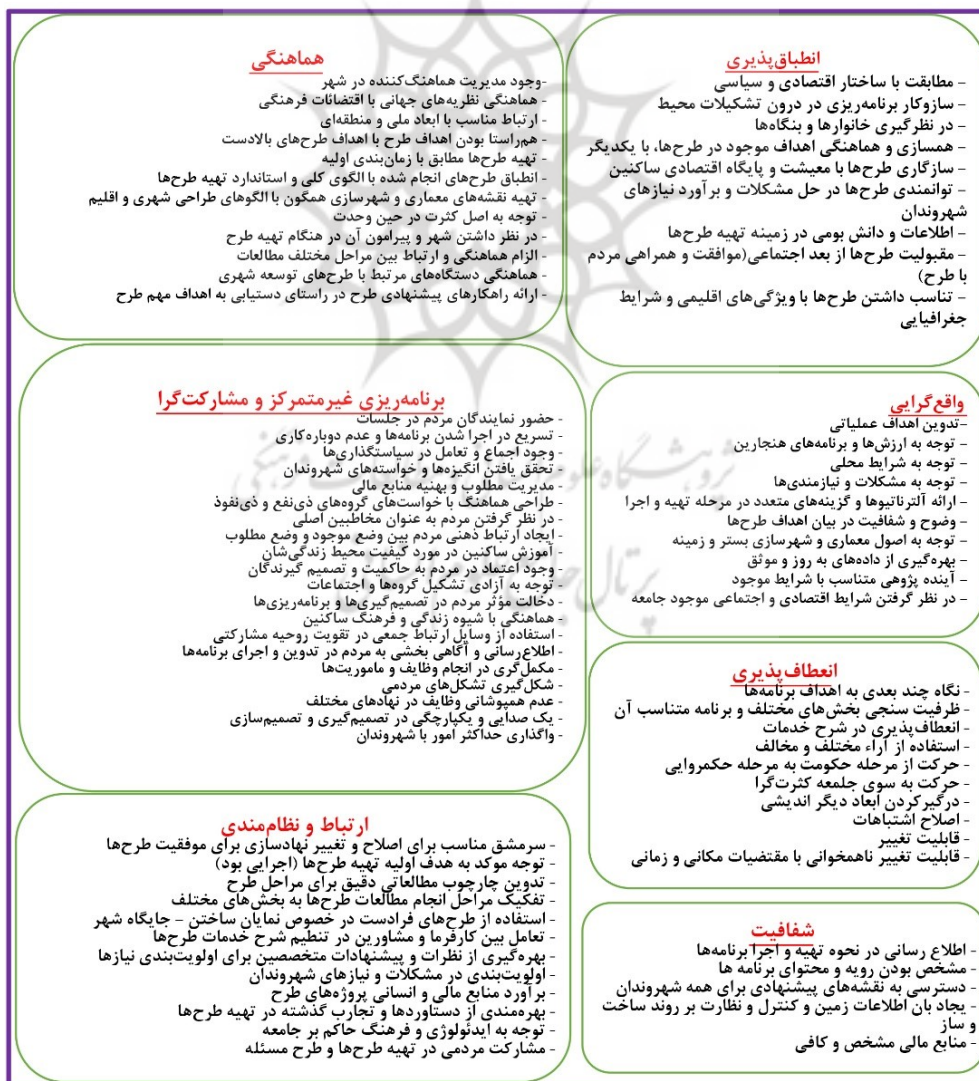 انطباق‌پذیری
– مطابقت با ساختار اقتصادی و سیاسی
– سازوکار برنامه‌ریزی در درون تشکیلات محیط
– در نظرگیری خانوارها و بنگاه‌ها
– همسازی و هماهنگی اهداف موجود در طرح‌ها، با یکدیگر
– سازگاری طرح‌ها با معیشت و پایگاه اقتصادی ساکنین
– توانمندی طرح‌ها در حل مشکلات و برآورد نیازهای
شهروندان
– اطلاعات و دانش بومی در زمینه تهیه طرح‌ها
– مقبولیت طرح‌ها از بعد اجتماعی(موافقت و همراهی مردم
با طرح)
– تناسب داشتن طرح‌ها با ویژگی‌های اقلیمی و شرایط
جغرافیایی
هماهنگی
-وجود مدیریت هماهنگ‌کننده در شهر
- هماهنگی نظریه‌های جهانی با اقتضائات فرهنگی
- ارتباط مناسب با ابعاد ملی و منطقه‌ای
- هم‌راستا بودن اهداف طرح با اهداف طرح‌های بالادست
- تهیه طرح‌ها مطابق با زمان‌بندی اولیه
- انطباق طرح‌های انجام شده با الگوی کلی و استاندارد تهیه طرح‌ها
- تهیه نقشه‌های معماری و شهرسازی همگون با الگوهای طراحی شهری و اقلیم
- توجه به اصل کثرت در حین وحدت
- در نظر داشتن شهر و پیرامون آن در هنگام تهیه طرح
- الزام هماهنگی و ارتباط بین مراحل مختلف مطالعات
- هماهنگی دستگاه‌های مرتبط با طرح‌های توسعه شهری
- ارائه راهکارهای پیشنهادی طرح در راستای دستیابی به اهداف مهم طرح
واقع‌گرایی
-تدوین اهداف عملیاتی
- توجه به ارزش‌ها و برنامه‌های هنجارین
- توجه به شرایط محلی
- توجه به مشکلات و نیازمندی‌ها
- ارائه آلترناتیوها و گزینه‌های متعدد در مرحله تهیه و اجرا
- وضوح و شفافیت در بیان اهداف طرح‌ها
- توجه به اصول معماری و شهرسازی بستر و زمینه
- بهره‌گیری از داده‌های به روز و موثق
- آینده پژوهی متناسب با شرایط موجود
- در نظر گرفتن شرایط اقتصادی و اجتماعی موجود جامعه
برنامه‌ریزی غیرمتمرکز و مشارکت‌گرا
- حضور نمایندگان مردم در جلسات
- تسریع در اجرا شدن برنامه‌ها و عدم دوباره‌کاری
- وجود اجماع و تعامل در سیاستگذاری‌ها
- تحقق یافتن انگیزه‌ها و خواسته‌های شهروندان
- مدیریت مطلوب و بهنیه منابع مالی
- طراحی هماهنگ با خواست‌های گروه‌های ذی‌نفع و ذی‌نفوذ
- در نظر گرفتن مردم به عنوان مخاطبین اصلی
- ایجاد ارتباط ذهنی مردم بین وضع موجود و وضع مطلوب
- آموزش ساکنین در مورد کیفیت محیط زندگی‌شان
- وجود اعتماد در مردم به حاکمیت و تصمیم گیرندگان
- توجه به آزادی تشکیل گروه‌ها و اجتماعات
- دخالت مؤثر مردم در تصمیم‌گیری‌ها و برنامه‌ریزی‌ها
- هماهنگی با شیوه زندگی و فرهنگ ساکنین
- استفاده از وسایل ارتباط جمعی در تقویت روحیه مشارکتی
- اطلاع‌رسانی و آگاهی بخشی به مردم در تدوین و اجرای برنامه‌ها
- مکمل‌گری در انجام وظایف و ماموریت‌ها
- شکل‌گیری تشکل‌های مردمی
- عدم همپوشانی وظایف در نهادهای مختلف
- یک صدایی و یکپارچگی در تصمیم‌گیری و تصمیم‌سازی
- واگذاری حداکثر امور با شهروندان
انعطاف‌پذیری
- نگاه چند بعدی به اهداف برنامه‌ها
- ظرفیت سنجی بخش‌های مختلف و برنامه متناسب آن
- انعطاف‌پذیری در شرح خدمات
- استفاده از آراء مختلف و مخالف
- حرکت از مرحله حکومت به مرحله حکمروایی
- حرکت به سوی جلمعه کثرت‌گرا
- درگیرکردن ابعاد دیگر اندیشی
- اصلاح اشتباهات
- قابلیت تغییر
- قابلیت تغییر ناهمخوانی با مقتضیات مکانی و زمانی
ارتباط و نظام‌مندی
- سرمشق مناسب برای اصلاح و تغییر نهادسازی برای موفقیت طرح‌ها
- توجه موکد به هدف اولیه تهیه طرح‌ها (اجرایی بود)
- تدوین چارچوب مطالعاتی دقیق برای مراحل طرح
- تفکیک مراحل انجام مطالعات طرح‌ها به بخش‌های مختلف
- استفاده از طرح‌های فرادست در خصوص نمایان ساختن – جایگاه شهر
- تعامل بین کارفرما و مشاورین در تنطیم شرح خدمات طرح‌ها
- بهره‌گیری از نظرات و پیشنهادات متخصصین برای اولویت‌بندی نیازها
- اولویت‌بندی در مشکلات و نیازهای شهروندان
- برآورد منابع مالی و انسانی پروژه‌های طرح
- بهره‌مندی از دستاوردها و تجارب گذشته در تهیه طرح‌ها
- توجه به ایدئولوژی و فرهنگ حاکم بر جامعه
- مشارکت مردمی در تهیه طرح‌ها و طرح مسئله
شفافیت
- اطلاع رسانی در نحوه تهیه و اجرا برنامه‌ها
- مشخص بودن رویه و محتوای برنامه ها
- دسترسی به نقشه‌های پیشنهادی برای همه شهروندان
- یجاد بان اطلاعات زمین و کنترل و نظارت بر روند ساخت
و ساز
- منابع مالی مشخص و کافی